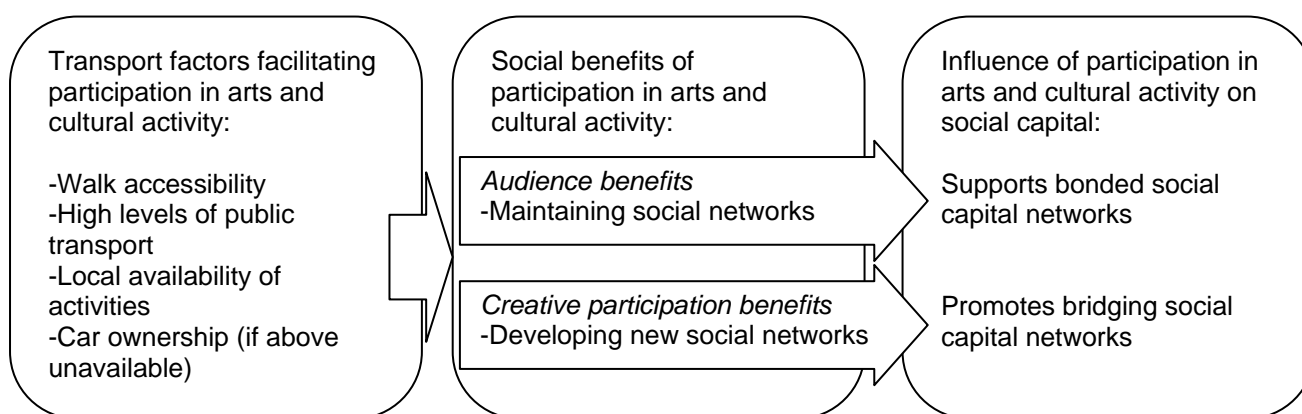 Transport factors facilitating
participation in arts and
cultural activity:
-Walk accessibility
-High levels of public
transport
-Local availability of
activities
-Car ownership (if above
unavailable)
Social benefits of
participation in arts and
cultural activity:
Audience benefits
-Maintaining social networks
Creative participation benefits
-Developing new social networks
Influence of participation in
arts and cultural activity on
social capital:
Supports bonded social
capital networks
Promotes bridging social
capital networks